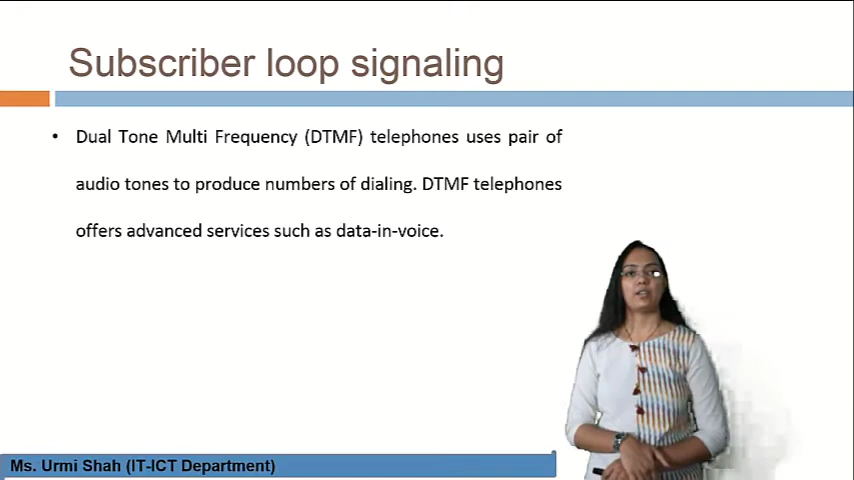 Subscriber loop signaling
• Dual Tone Multi Frequency (DTMF) telephones uses pair of
audio tones to produce numbers of dialing. DTMF telephones
offers advanced services such as data-in-voice.
Ms. Urmi Shah (IT-ICT Department)